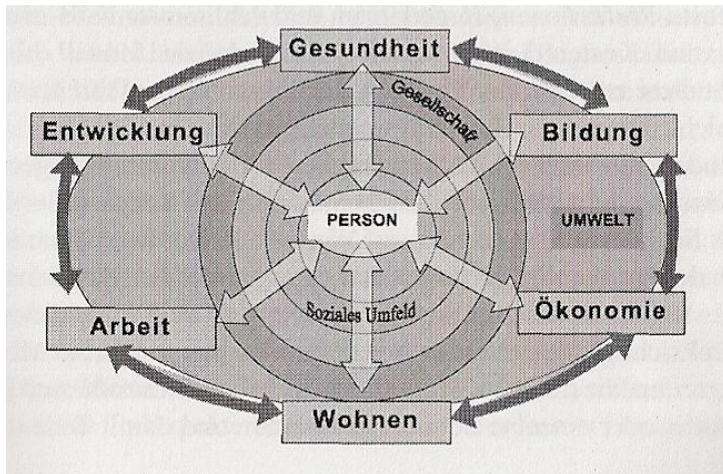 Gesundheit
Gesellschaft
Entwicklung
Bildung
PERSON
UMWELT
Soziales Umfeld
Arbeit
Ökonomie
Wohnen